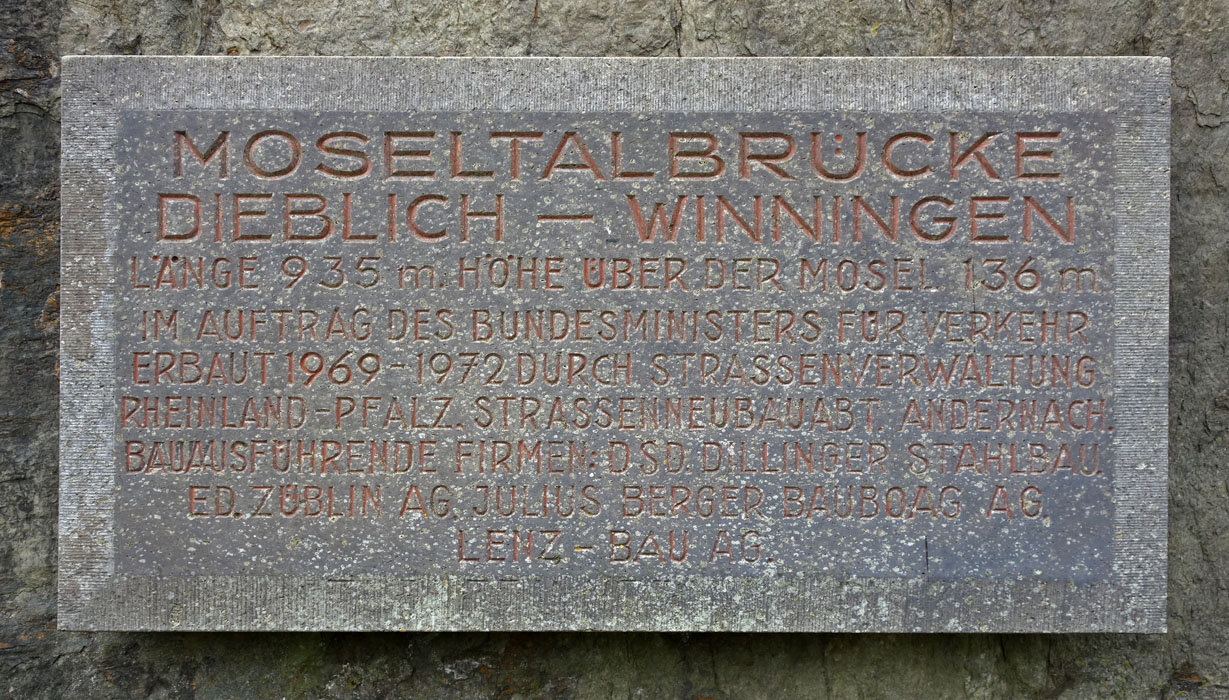 MOSELTALBRÜCKE
DIEBLICH – WINNINGEN
LÄNGE 935 m. HÖHE ÜBER DER MOSEL 136 m
IM AUFTRAG DES BUNDESMINISTERS FÜR VERKEHR
ERBAUT 1969-1972 DURCH STRASSENVERWALTUNG
RHEINLAND-PFALZ. STRASSENNEUBAUABT. ANDERNACH.
BAUAUSFÜHRENDE FIRMEN: D.S.D. DILLINGER STAHLBAU.
ED. ZÜBLIN AG. JULIUS BERGER BAUBOAG AG.
LENZ-BAU AG.